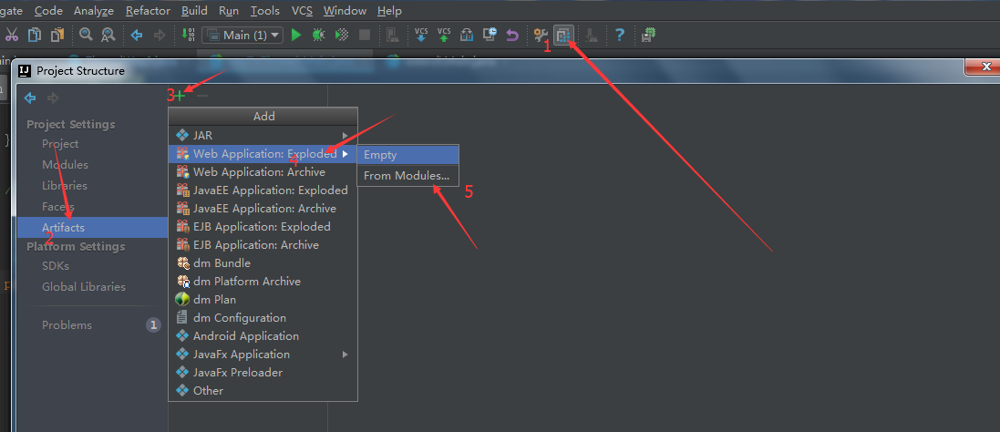 gate Code Analyze Refactor Build Run Tools VCS Window Help
Main (1)
VCS VCS
1
Project Structure
3
Project Settings
Project
Modules
Libraries
Facets
Artifacts
2
Platform Settings
SDKs
Global Libraries
Problems 1
Add
JAR
Web Application: Exploded
4
Web Application: Archive
JavaEE Application: Exploded
JavaEE Application: Archive
EJB Application: Exploded
EJB Application: Archive
dm Bundle
dm Platform Archive
dm Plan
dm Configuration
Android Application
JavaFx Application
JavaFx Preloader
Other
Empty
From Modules...
5